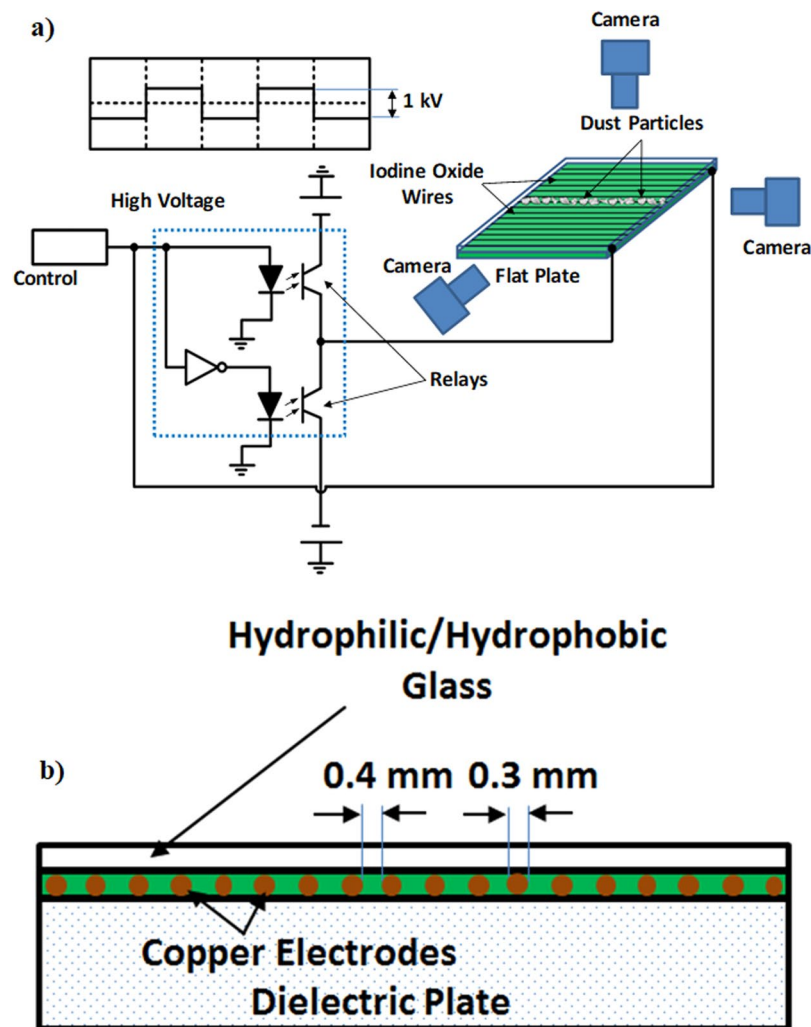 a)
Camera
1 kV
Dust Particles
Iodine Oxide
Wires
High Voltage
Camera
Control
Camera
Flat Plate
Relays
Hydrophilic/Hydrophobic
Glass
b)
0.4 mm
0.3 mm
Copper Electrodes
Dielectric Plate